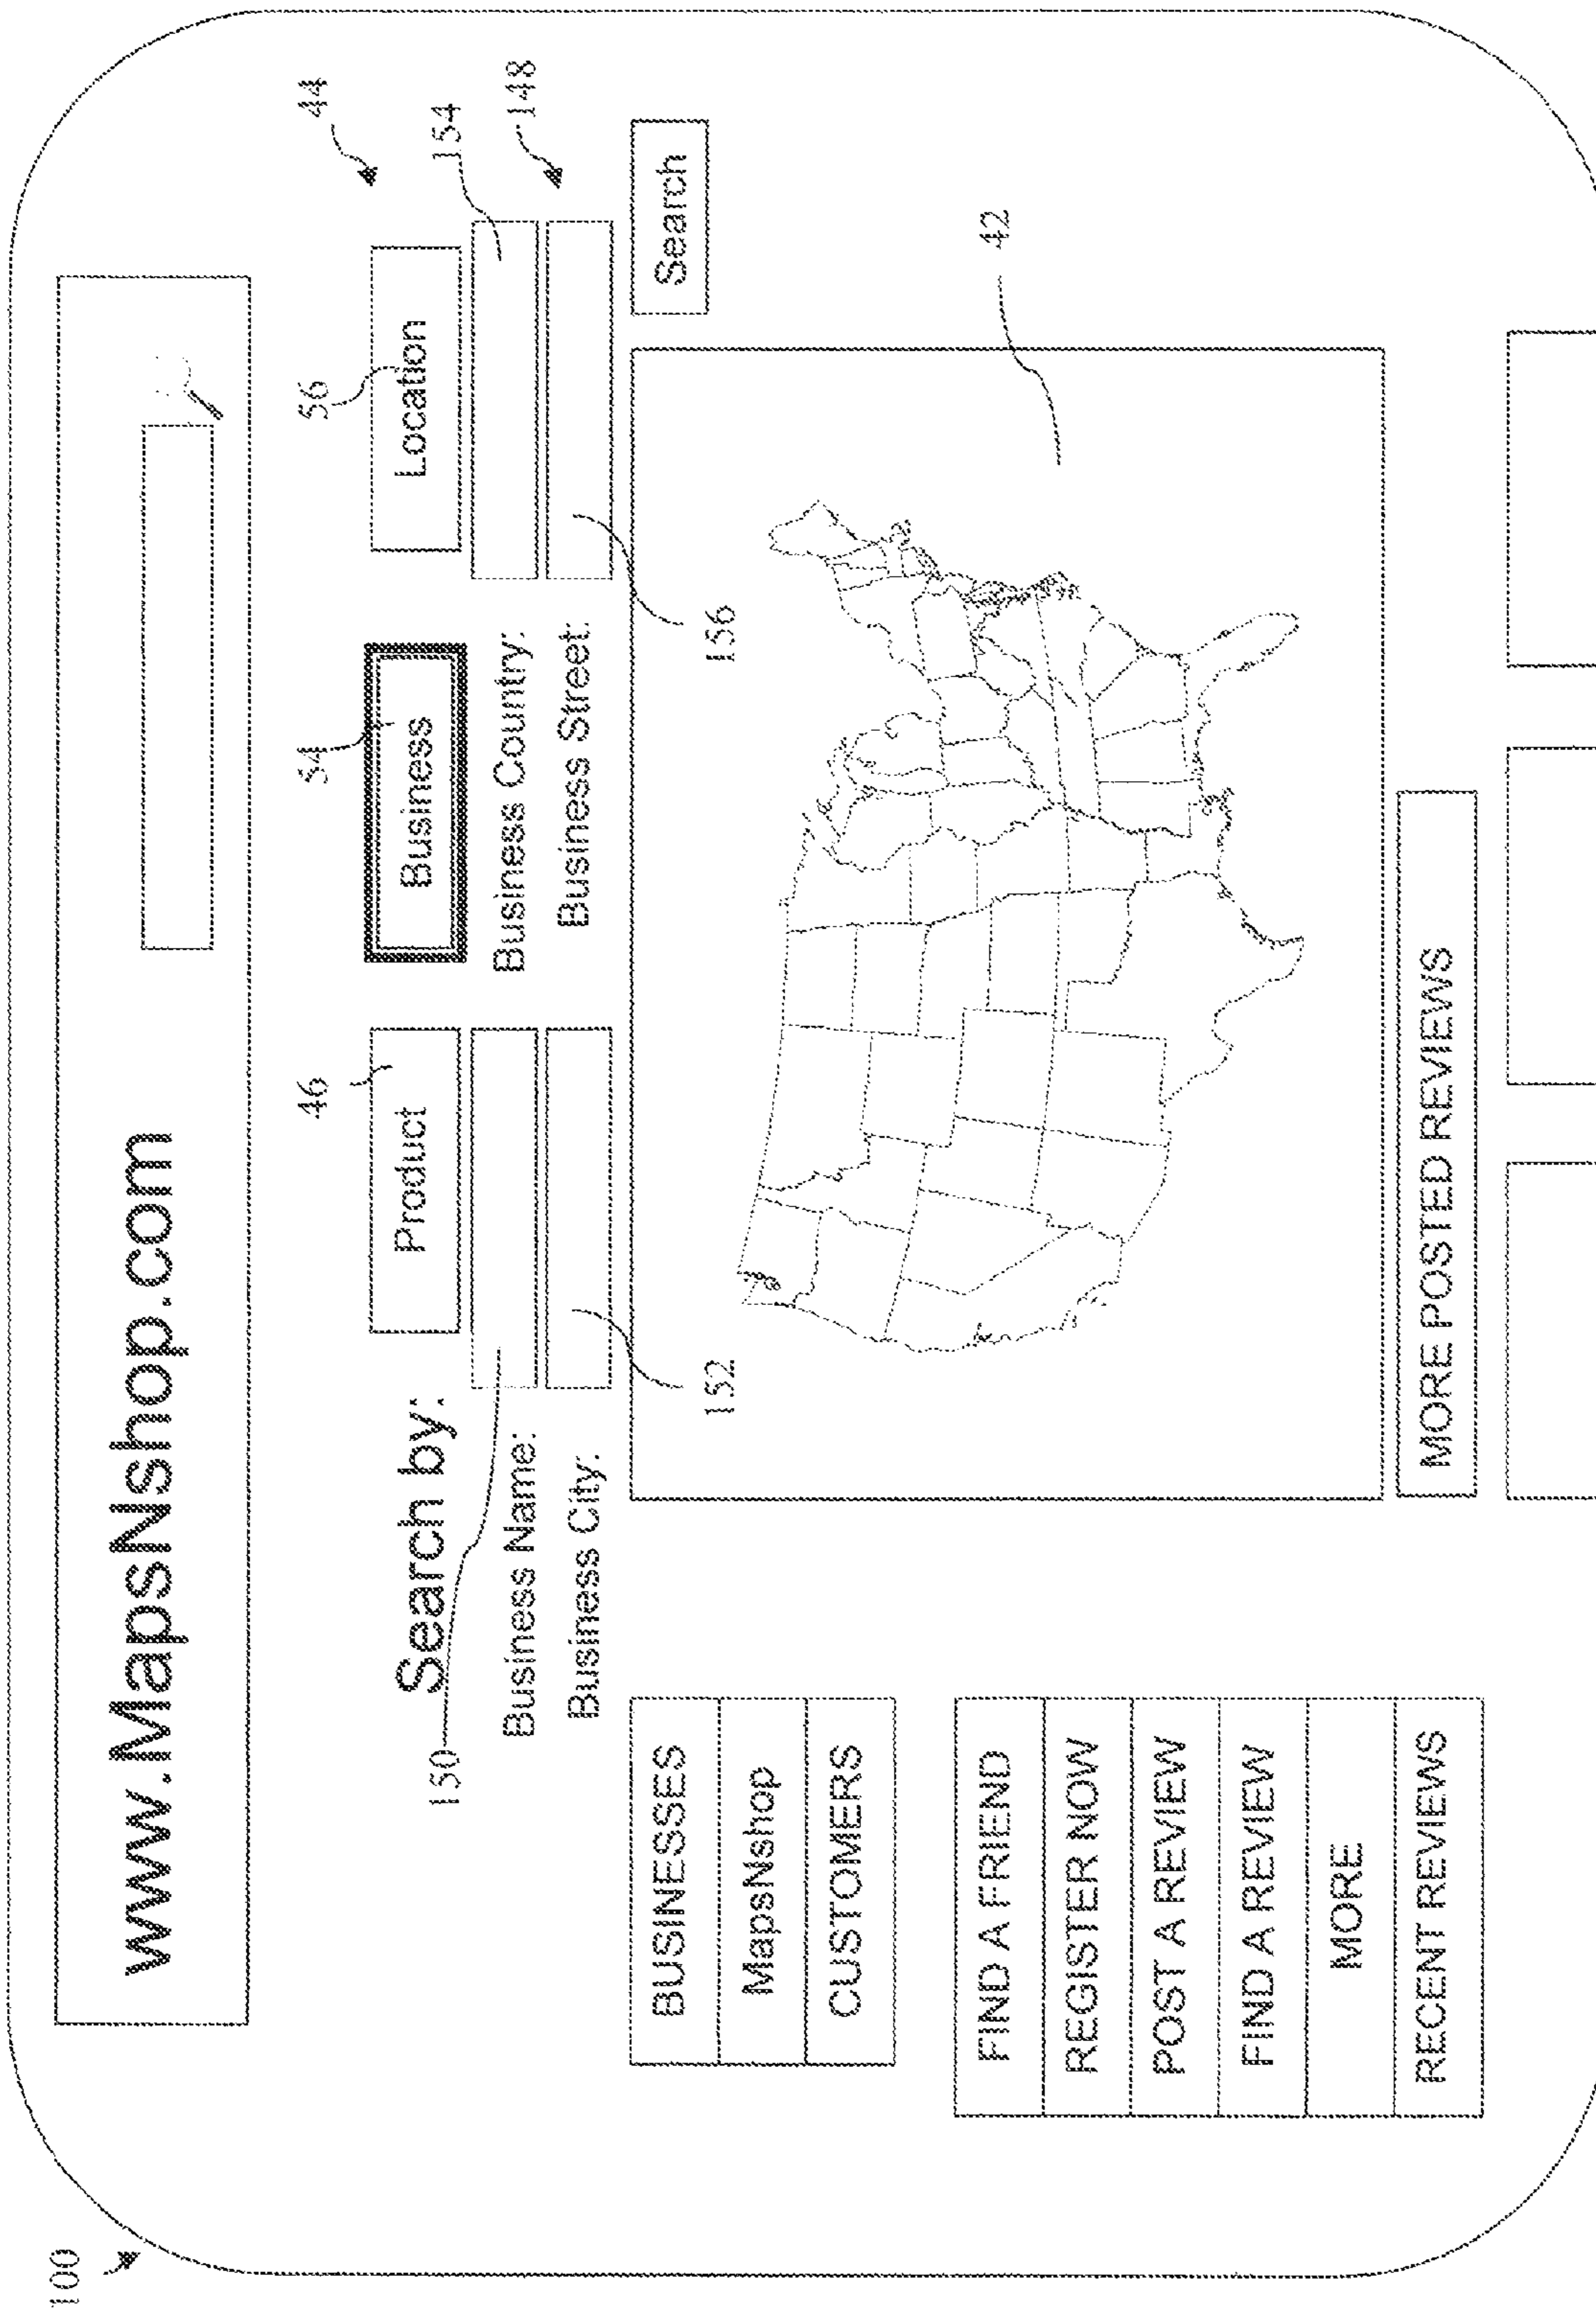 100
www.MapsNshop.com
44
46
54
56
Search by:
Product
Business
Location
154
150
Business Name:
Business Country:
148
Business City:
Business Street:
152
156
Search
BUSINESSES
MapsNshop
CUSTOMERS
42
FIND A FRIEND
REGISTER NOW
POST A REVIEW
FIND A REVIEW
MORE
RECENT REVIEWS
MORE POSTED REVIEWS